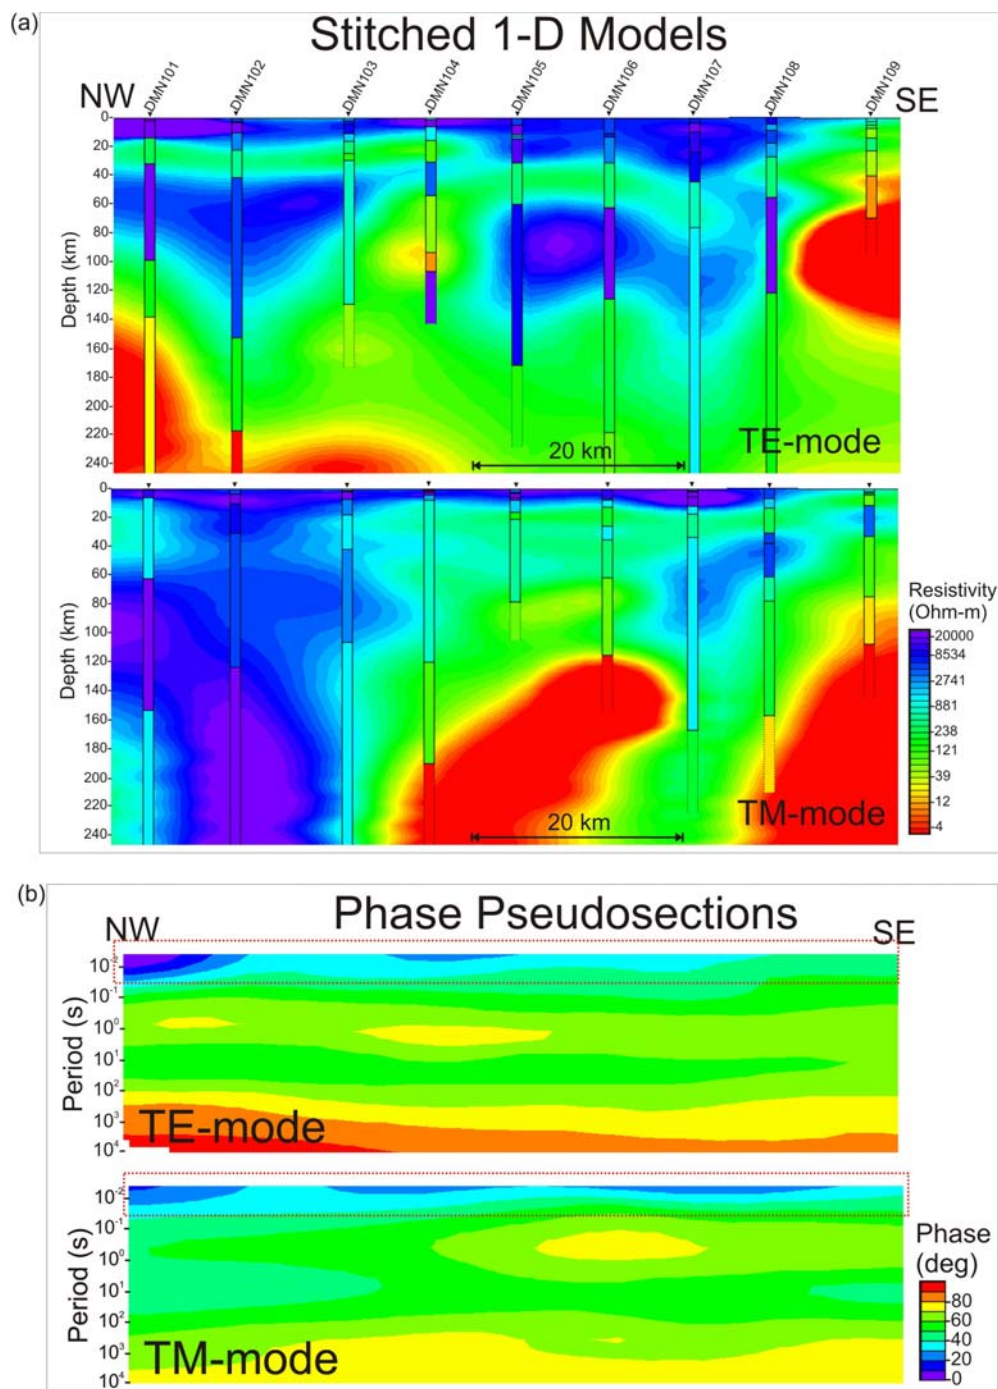 (a)
Stitched 1-D Models
DMN101 DMN102 DMN103 DMN104 DMN105 DMN106 DMN107 DMN108 DMN109
NW SE
0
20
40
60
80
100
120
140
160
180
200
220
240
Depth (km)
TE-mode
20 km
0
20
40
60
80
100
120
140
160
180
200
220
240
Depth (km)
TM-mode
20 km
Resistivity
(Ohm-m)
20000
8534
2741
881
238
121
39
12
4
(b)
Phase Pseudosections
NW SE
10-2
10-1
100
101
102
103
104
Period (s)
TE-mode
10-2
10-1
100
101
102
103
104
Period (s)
TM-mode
Phase
(deg)
80
60
40
20
0